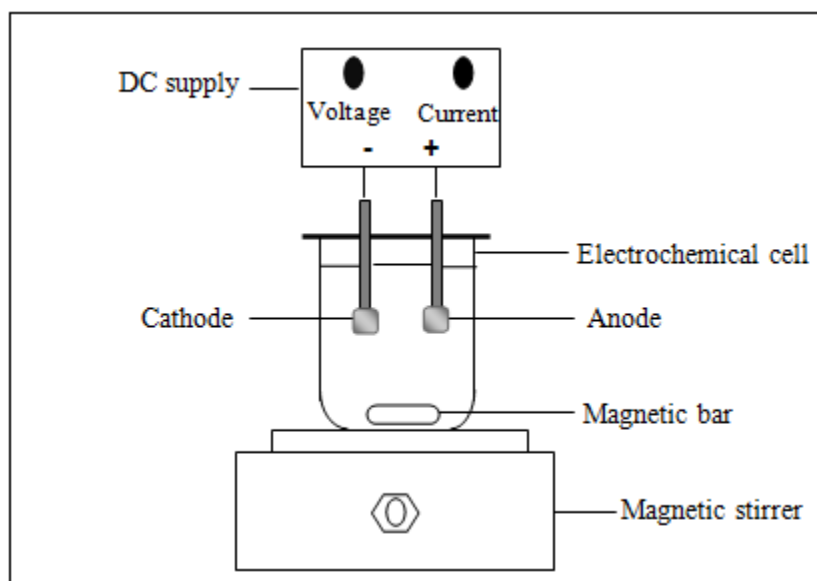 DC supply
Voltage Current
- +
Electrochemical cell
Cathode
Anode
Magnetic bar
Magnetic stirrer